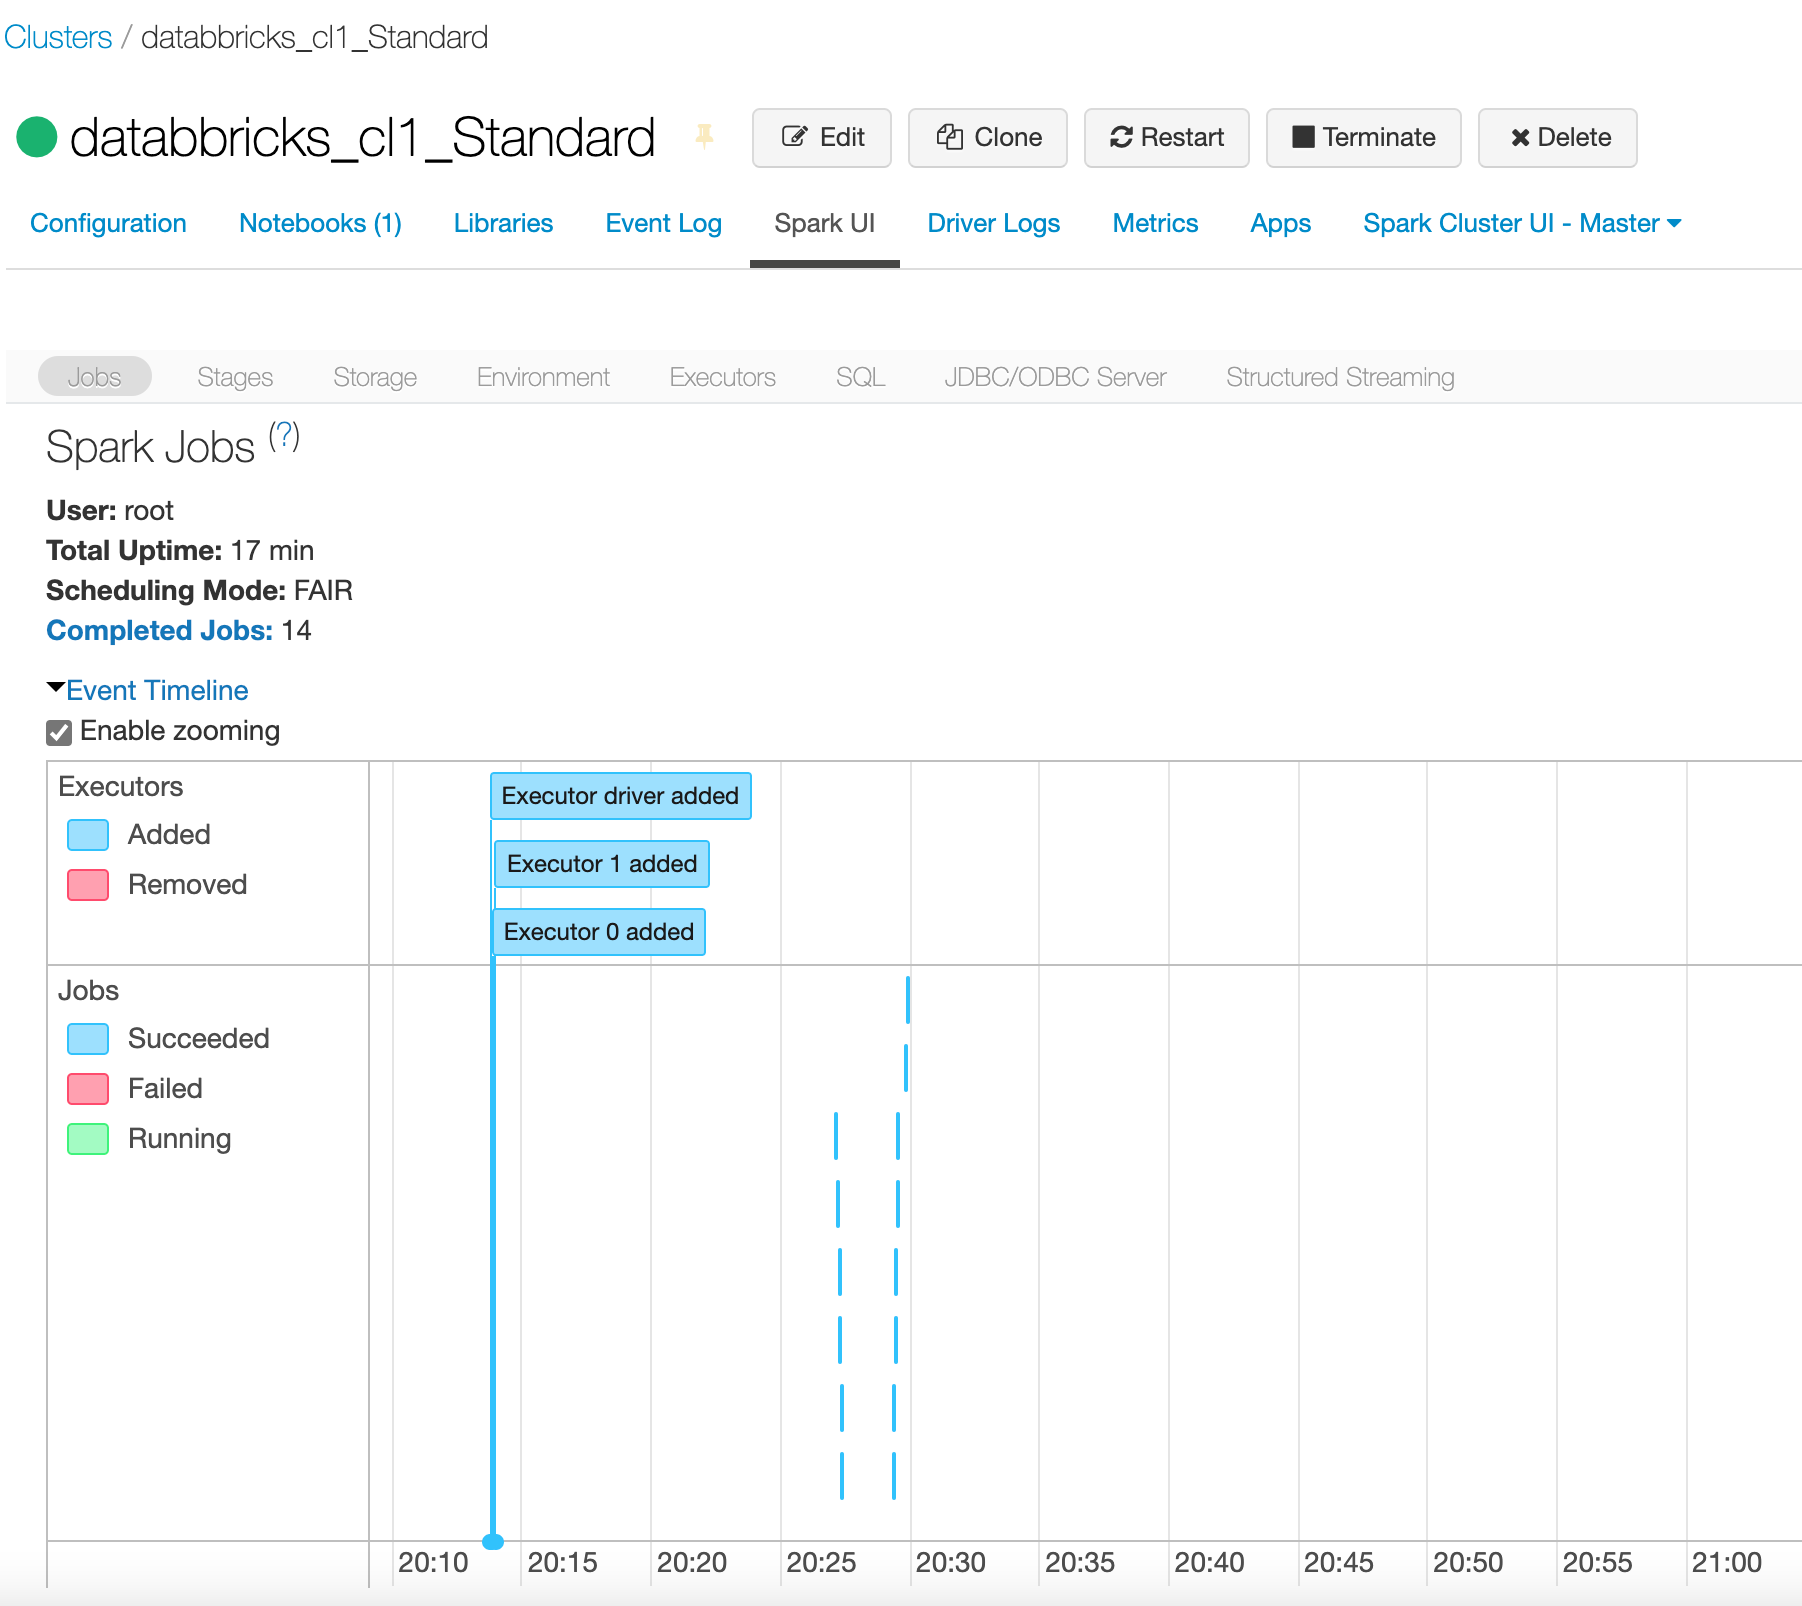 Clusters / databbricks_cl1_Standard
databbricks_cl1_Standard Edit Clone Restart Terminate Delete
Configuration Notebooks (1) Libraries Event Log Spark UI Driver Logs Metrics Apps Spark Cluster UI - Master
Jobs Stages Storage Environment Executors SQL JDBC/ODBC Server Structured Streaming
Spark Jobs (?)
User: root
Total Uptime: 17 min
Scheduling Mode: FAIR
Completed Jobs: 14
Event Timeline
Enable zooming
Executors
Added
Removed
Executor driver added
Executor 1 added
Executor 0 added
Jobs
Succeeded
Failed
Running
20:10 20:15 20:20 20:25 20:30 20:35 20:40 20:45 20:50 20:55 21:00